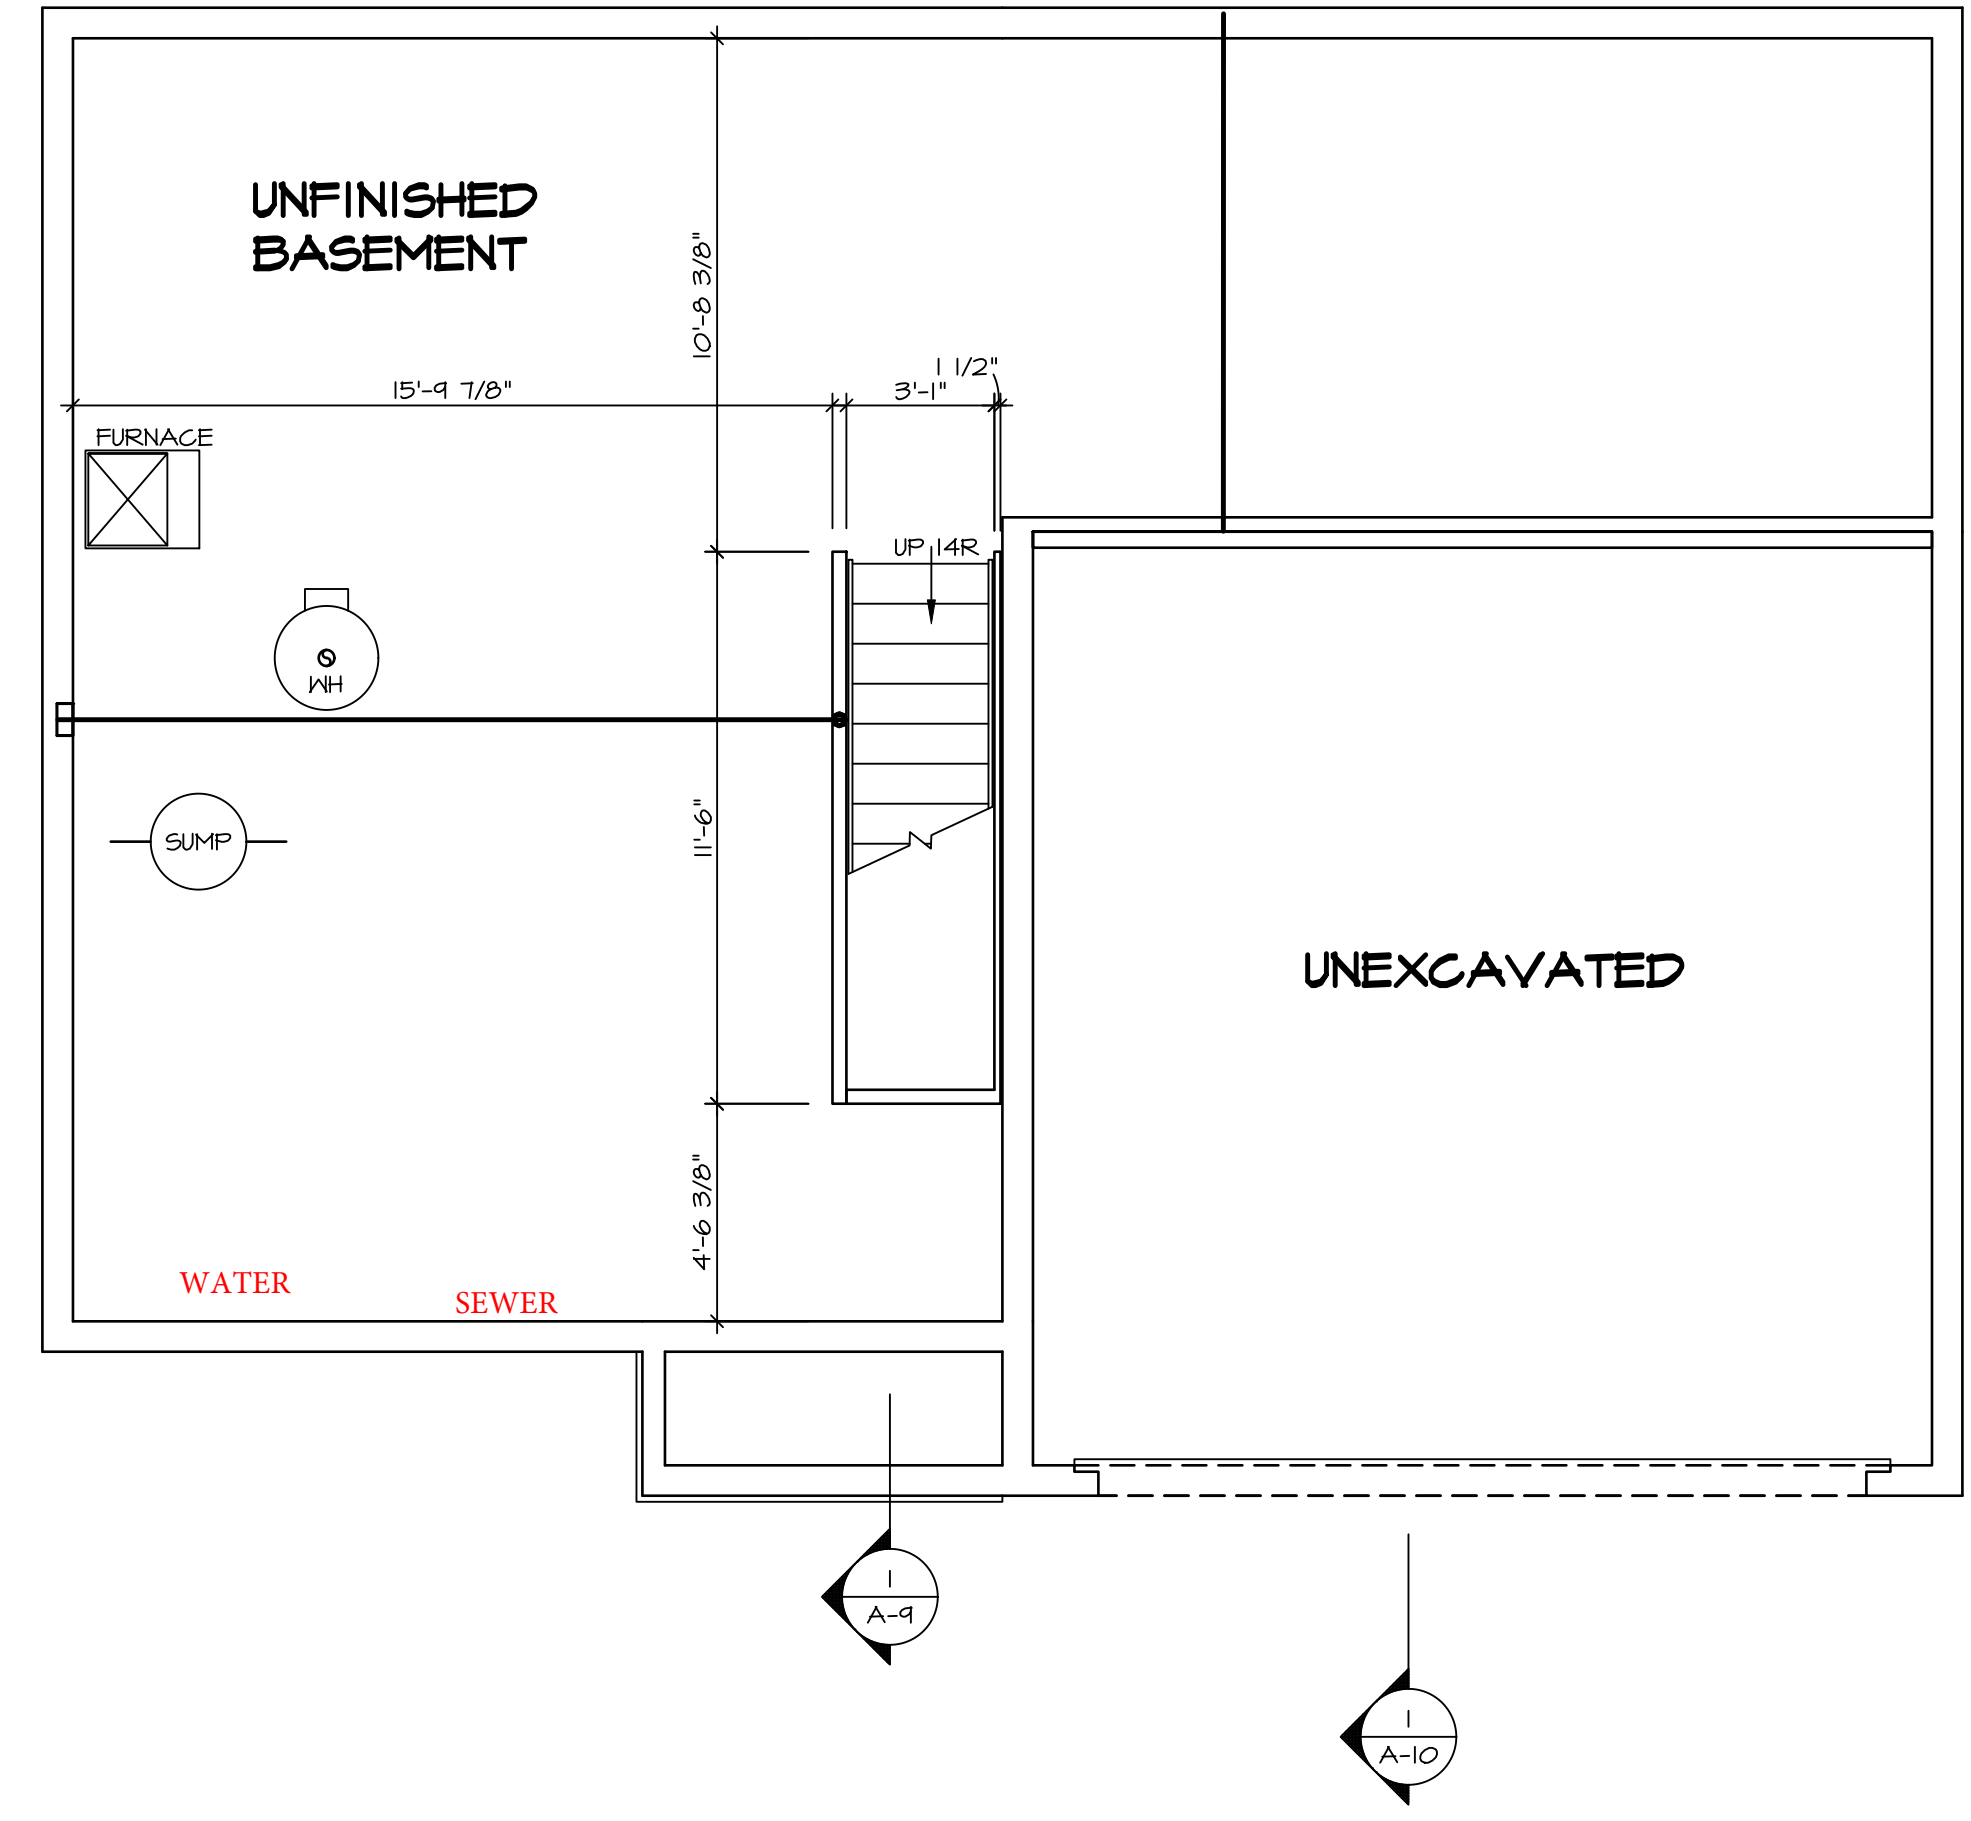 UNFINISHED
BASEMENT
10'-8 3/8"
1 1/2"
15'-9 7/8"
3'-1"
FURNACE
UP 14R
WH
SUMP
11'-6"
UNEXCAVATED
4'-6 3/8"
WATER
SEWER
1
A-9
1
A-10